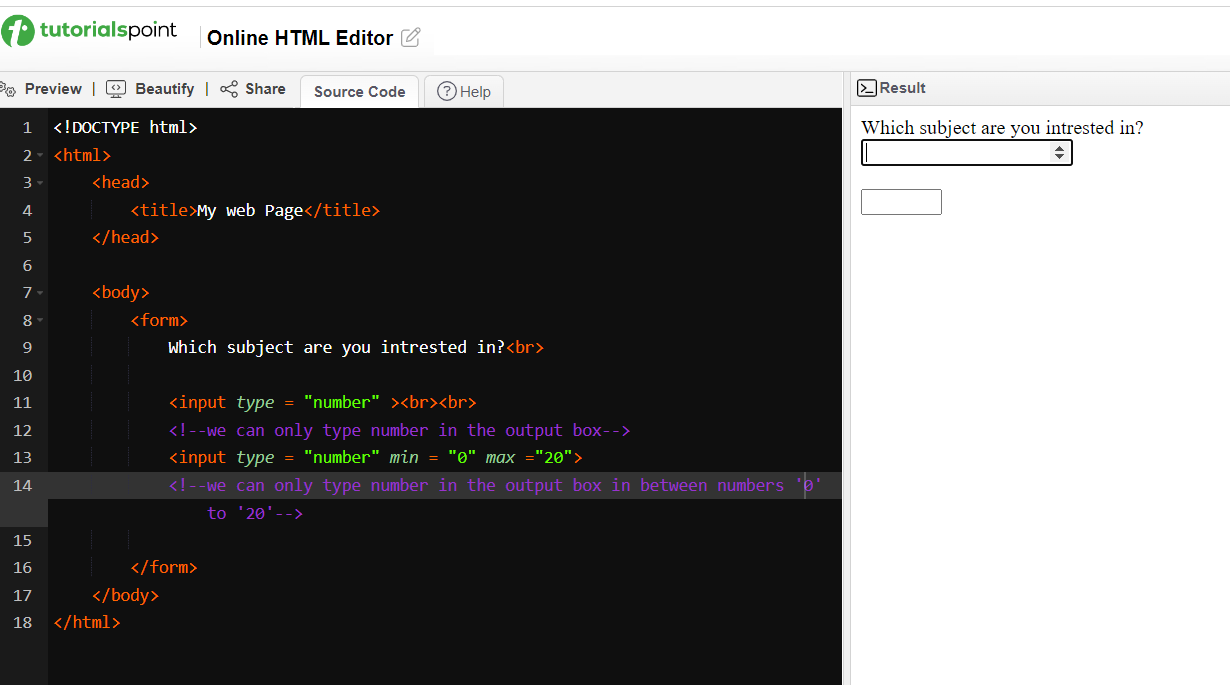 tutorialspoint
Online HTML Editor
Preview | Beautify | Share Source Code Help
Result
1 <!DOCTYPE html>
2 <html>
3 <head>
4 <title>My web Page</title>
5 </head>
6
7 <body>
8 <form>
9 Which subject are you intrested in?<br>
10
11 <input type = "number" ><br><br>
12 <!--we can only type number in the output box-->
13 <input type = "number" min = "0" max ="20">
14 <!--we can only type number in the output box in between numbers '0'
to '20'-->
15
16 </form>
17 </body>
18 </html>
Which subject are you intrested in?